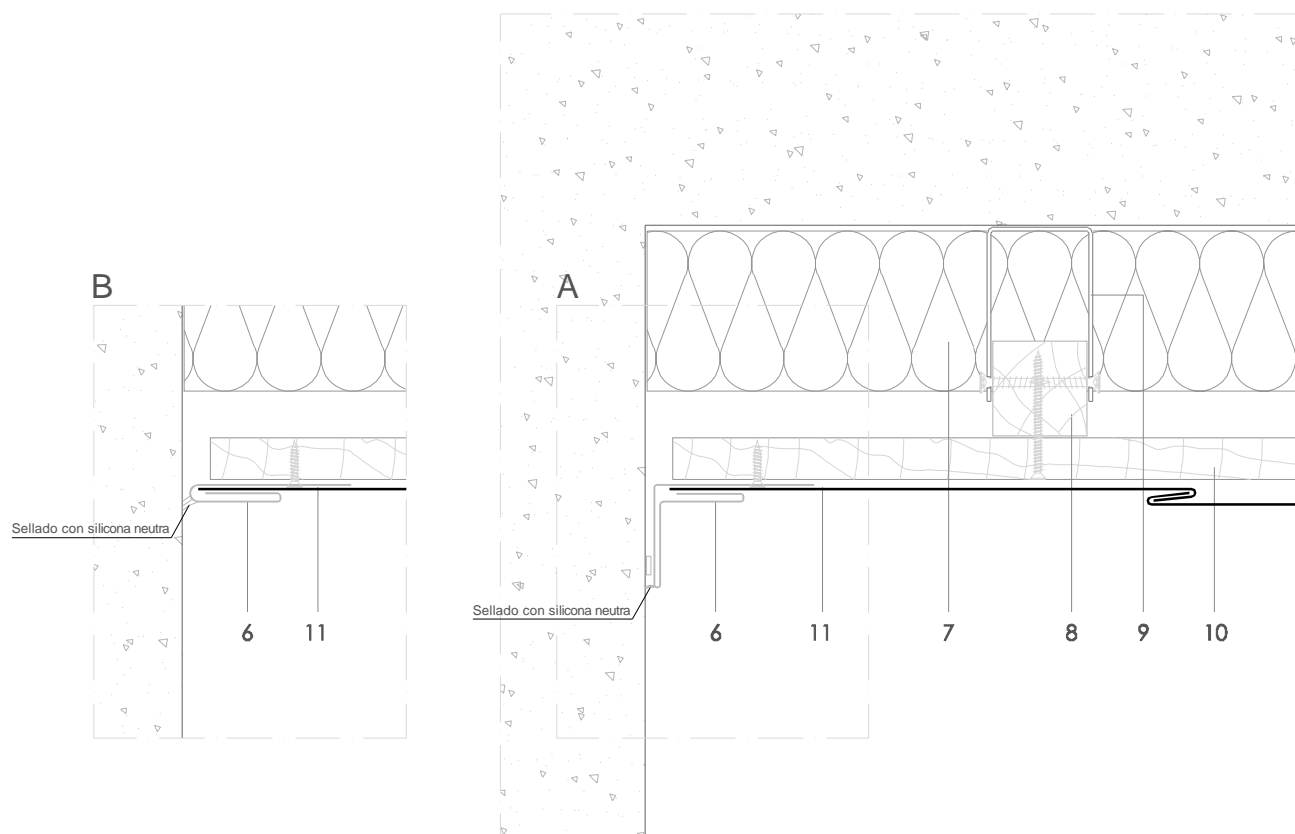 B
A
Sellado con silicona neutra
Sellado con silicona neutra
6 11
6 11 7 8 9 10